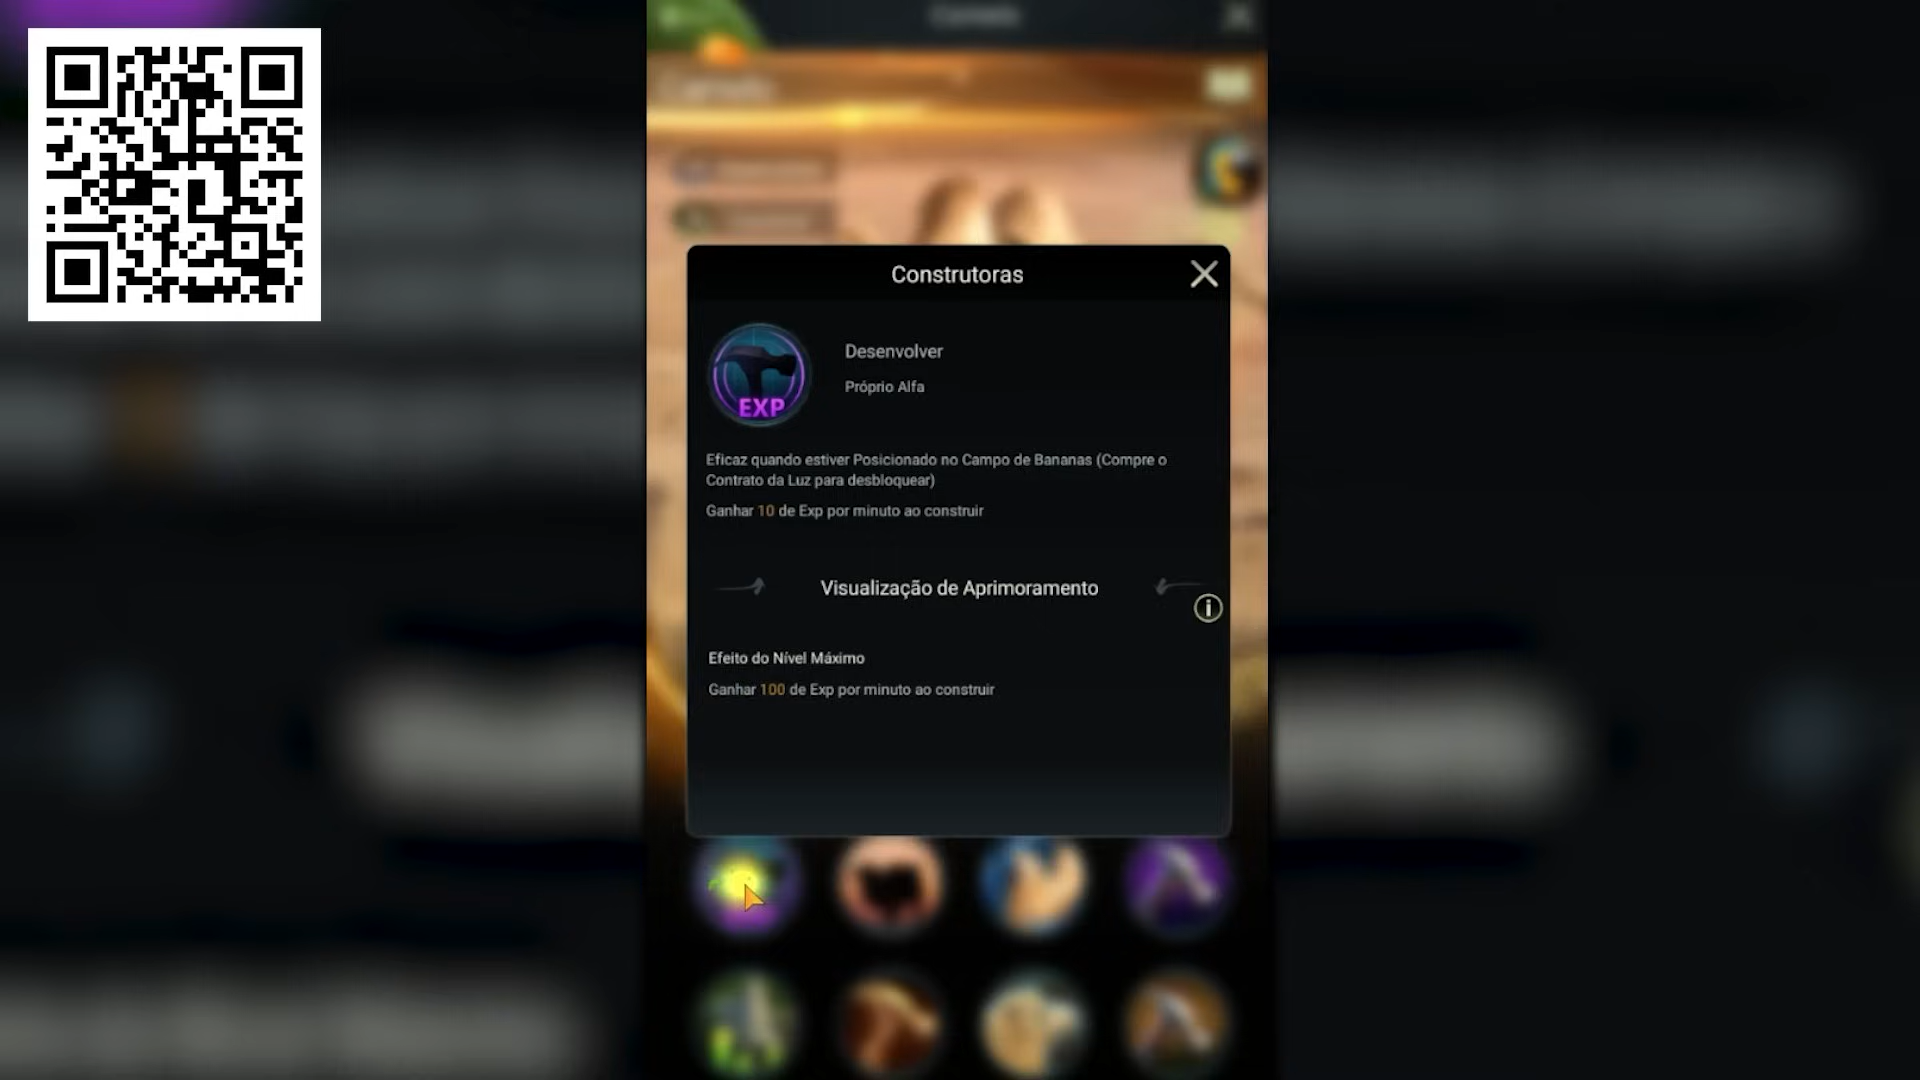 Construtoras
EXP
Desenvolver
Próprio Alfa
Eficaz quando estiver Posicionado no Campo de Bananas (Compre o
Contrato da Luz para desbloquear)
Ganhar 10 de Exp por minuto ao construir
Visualização de Aprimoramento
Efeito do Nível Máximo
Ganhar 100 de Exp por minuto ao construir